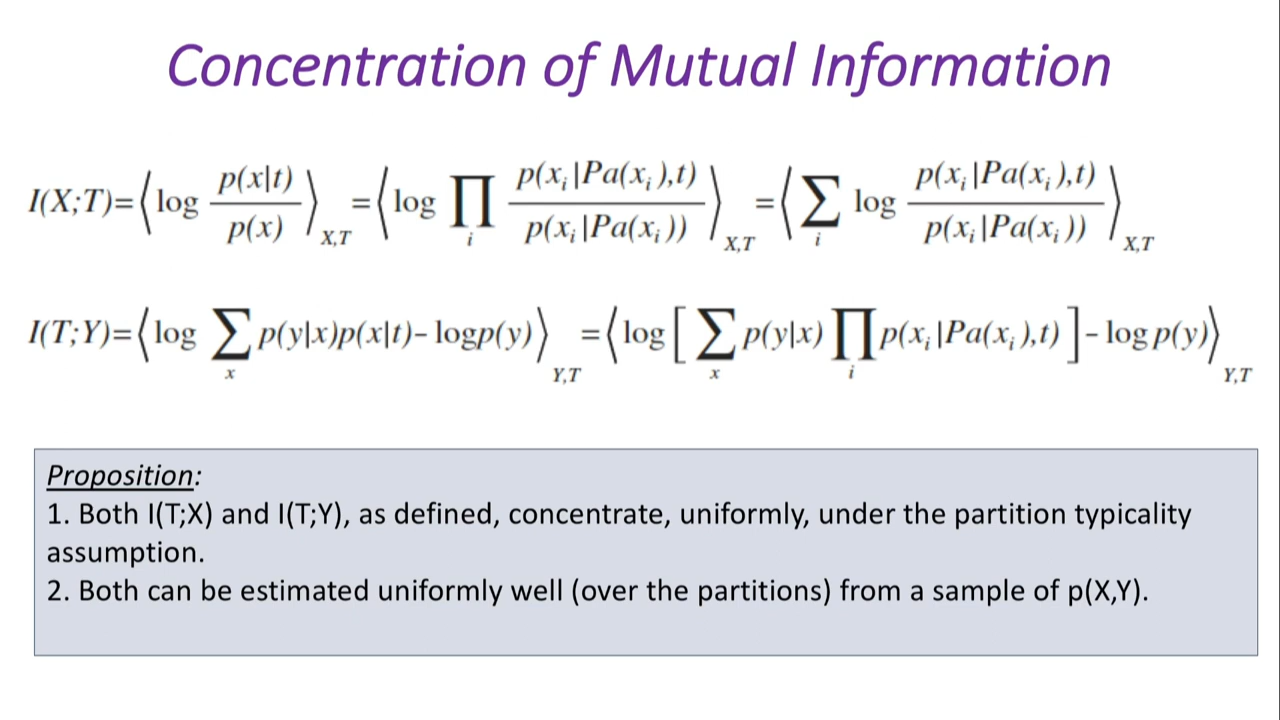 Concentration of Mutual Information
I(X;T)=⟨log p(x|t)/p(x)⟩_{X,T} =⟨log ∏_i p(x_i|Pa(x_i),t)/p(x_i|Pa(x_i))⟩_{X,T} =⟨∑_i log p(x_i|Pa(x_i),t)/p(x_i|Pa(x_i))⟩_{X,T}
I(T;Y)=⟨log ∑_x p(y|x)p(x|t)– logp(y)⟩_{Y,T} =⟨log[∑_x p(y|x)∏_i p(x_i|Pa(x_i),t)]– log p(y)⟩_{Y,T}
Proposition:
1. Both I(T;X) and I(T;Y), as defined, concentrate, uniformly, under the partition typicality
assumption.
2. Both can be estimated uniformly well (over the partitions) from a sample of p(X,Y).